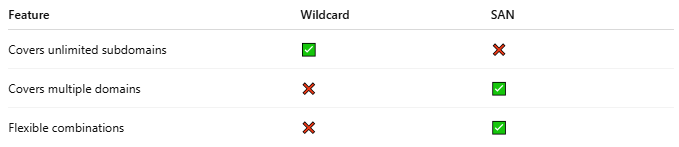 Feature Wildcard SAN
Covers unlimited subdomains ✅ ❌
Covers multiple domains ❌ ✅
Flexible combinations ❌ ✅